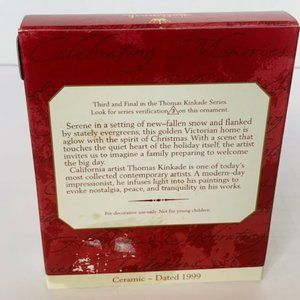 Celebrating Memories
Third and Final in the Thomas Kinkade Series.
Look for series verification 3 on this ornament.
Serene in a setting of new-fallen snow and flanked
by stately evergreens, this golden Victorian home is
aglow with the spirit of Christmas. With a scene that
touches the quiet heart of the holiday itself, the artist
invites us to imagine a family preparing to welcome
the big day.
California artist Thomas Kinkade is one of today's
most collected contemporary artists. A modern-day
impressionist, he infuses light into his paintings to
evoke nostalgia, peace, and tranquility in his works.
For decorative use only. Not for young children.
Ceramic – Dated 1999